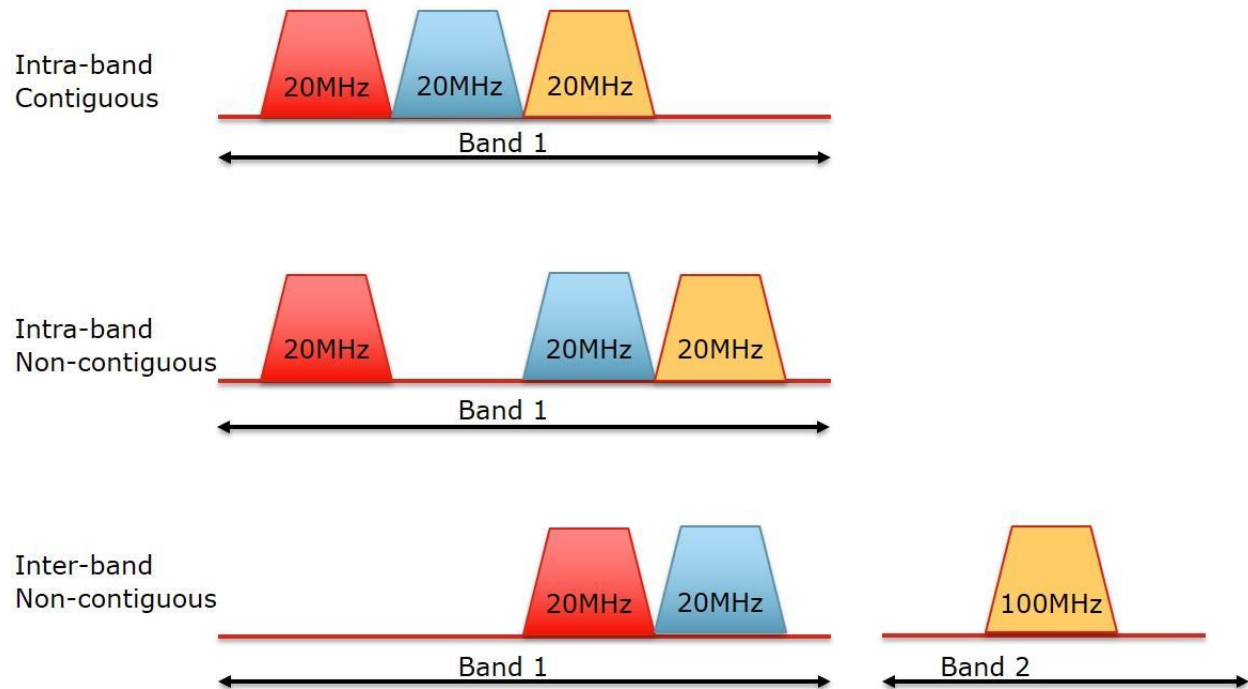 Intra-band
Contiguous
20MHz 20MHz 20MHz
Band 1
Intra-band
Non-contiguous
20MHz 20MHz 20MHz
Band 1
Inter-band
Non-contiguous
20MHz 20MHz 100MHz
Band 1 Band 2